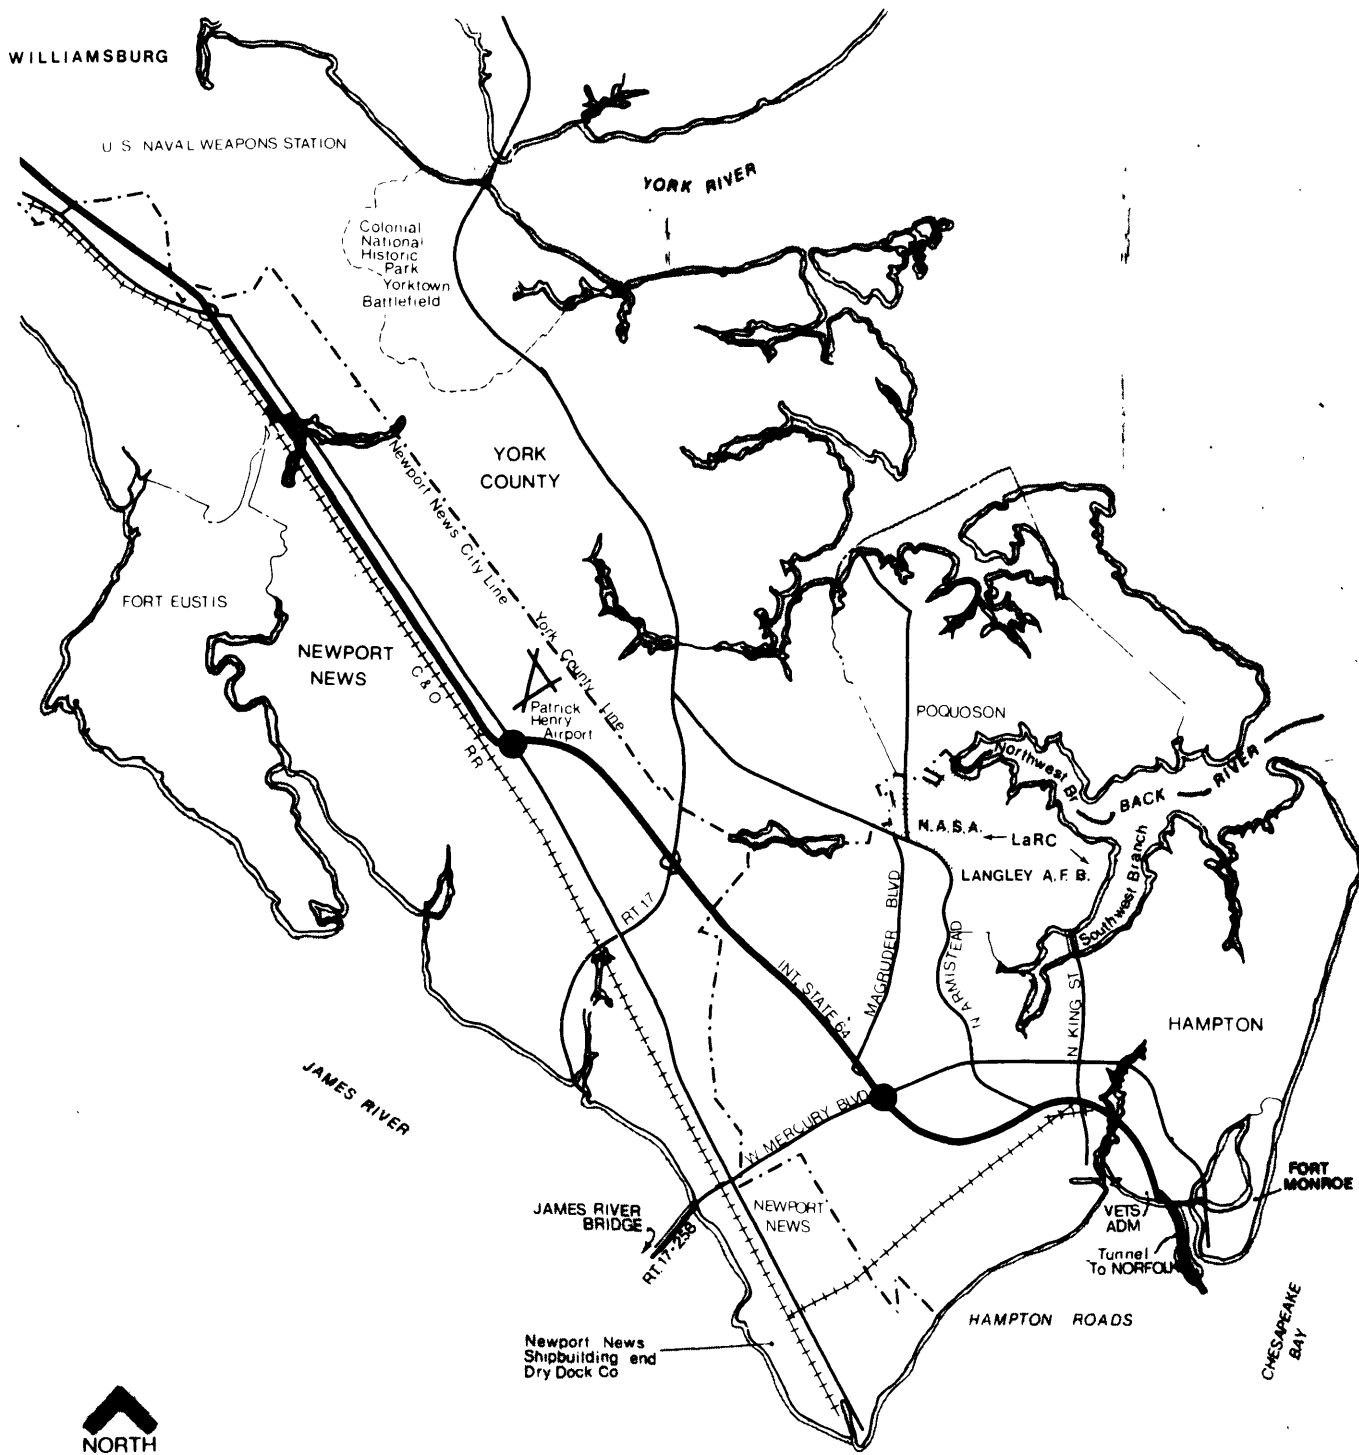 WILLIAMSBURG
U S NAVAL WEAPONS STATION
YORK RIVER
Colonial
National
Historic
Park
Yorktown
Battlefield
YORK
COUNTY
Newport News City Line
York County Line
FORT EUSTIS
NEWPORT
NEWS
C & O RR
Patrick
Henry
Airport
POQUOSON
Northwest Br
BACK RIVER
N.A.S.A.
LaRC
LANGLEY A.F.B.
Southwest Branch
RT 17
MAGRUDER BLVD
N ARMISTEAD
INT. STATE 64
N KING ST
HAMPTON
JAMES RIVER
W MERCURY BLVD
FORT
MONROE
JAMES RIVER
BRIDGE
NEWPORT
NEWS
VETS
ADM
RT. 17-258
Tunnel
To NORFOLK
HAMPTON ROADS
Newport News
Shipbuilding end
Dry Dock Co
CHESAPEAKE
BAY
NORTH